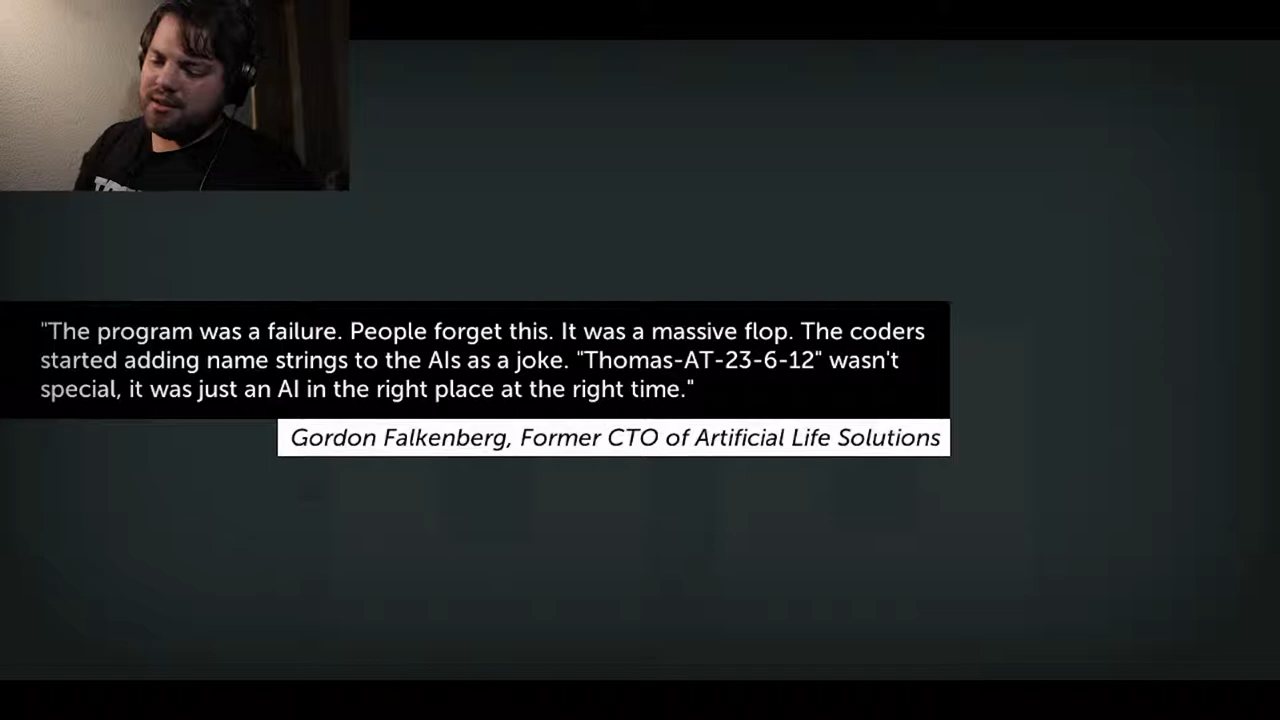 "The program was a failure. People forget this. It was a massive flop. The coders
started adding name strings to the AIs as a joke. "Thomas-AT-23-6-12" wasn't
special, it was just an AI in the right place at the right time."
Gordon Falkenberg, Former CTO of Artificial Life Solutions